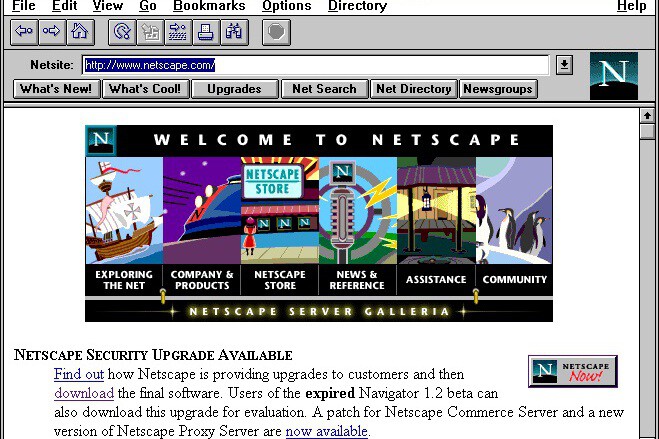 File Edit View Go Bookmarks Options Directory Help
Netsite: http://www.netscape.com/
N
What's New! What's Cool! Upgrades Net Search Net Directory Newsgroups
N WELCOME TO NETSCAPE
N
NETSCAPE
STORE
N N N
EXPLORING
THE NET
COMPANY &
PRODUCTS
NETSCAPE
STORE
NEWS &
REFERENCE
ASSISTANCE
COMMUNITY
NETSCAPE SERVER GALLERIA
NETSCAPE SECURITY UPGRADE AVAILABLE
N NETSCAPE
Now!
Find out how Netscape is providing upgrades to customers and then
download the final software. Users of the expired Navigator 1.2 beta can
also download this upgrade for evaluation. A patch for Netscape Commerce Server and a new
version of Netscape Proxy Server are now available.